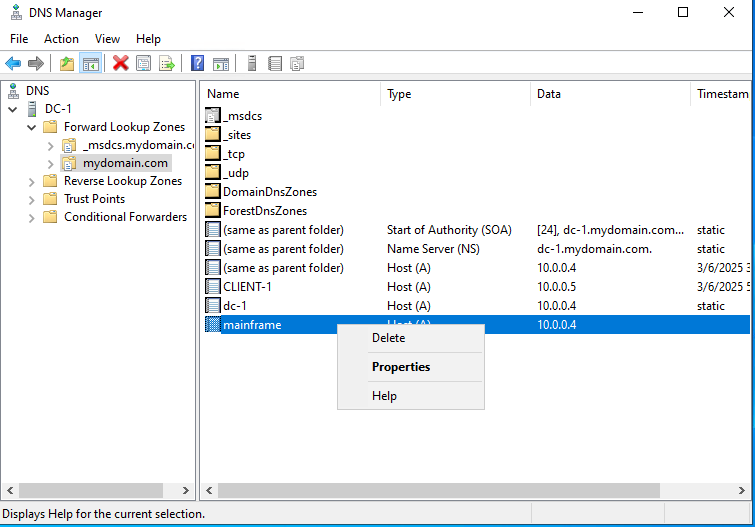 DNS Manager
File Action View Help
DNS
DC-1
Forward Lookup Zones
_msdcs.mydomain.c
mydomain.com
Reverse Lookup Zones
Trust Points
Conditional Forwarders
Name Type Data Timestam
_msdcs
_sites
_tcp
_udp
DomainDnsZones
ForestDnsZones
(same as parent folder) Start of Authority (SOA) [24], dc-1.mydomain.com... static
(same as parent folder) Name Server (NS) dc-1.mydomain.com. static
(same as parent folder) Host (A) 10.0.0.4 3/6/2025 3
CLIENT-1 Host (A) 10.0.0.5 3/6/2025 5
dc-1 Host (A) 10.0.0.4 static
mainframe Host (A) 10.0.0.4
Delete
Properties
Help
Displays Help for the current selection.